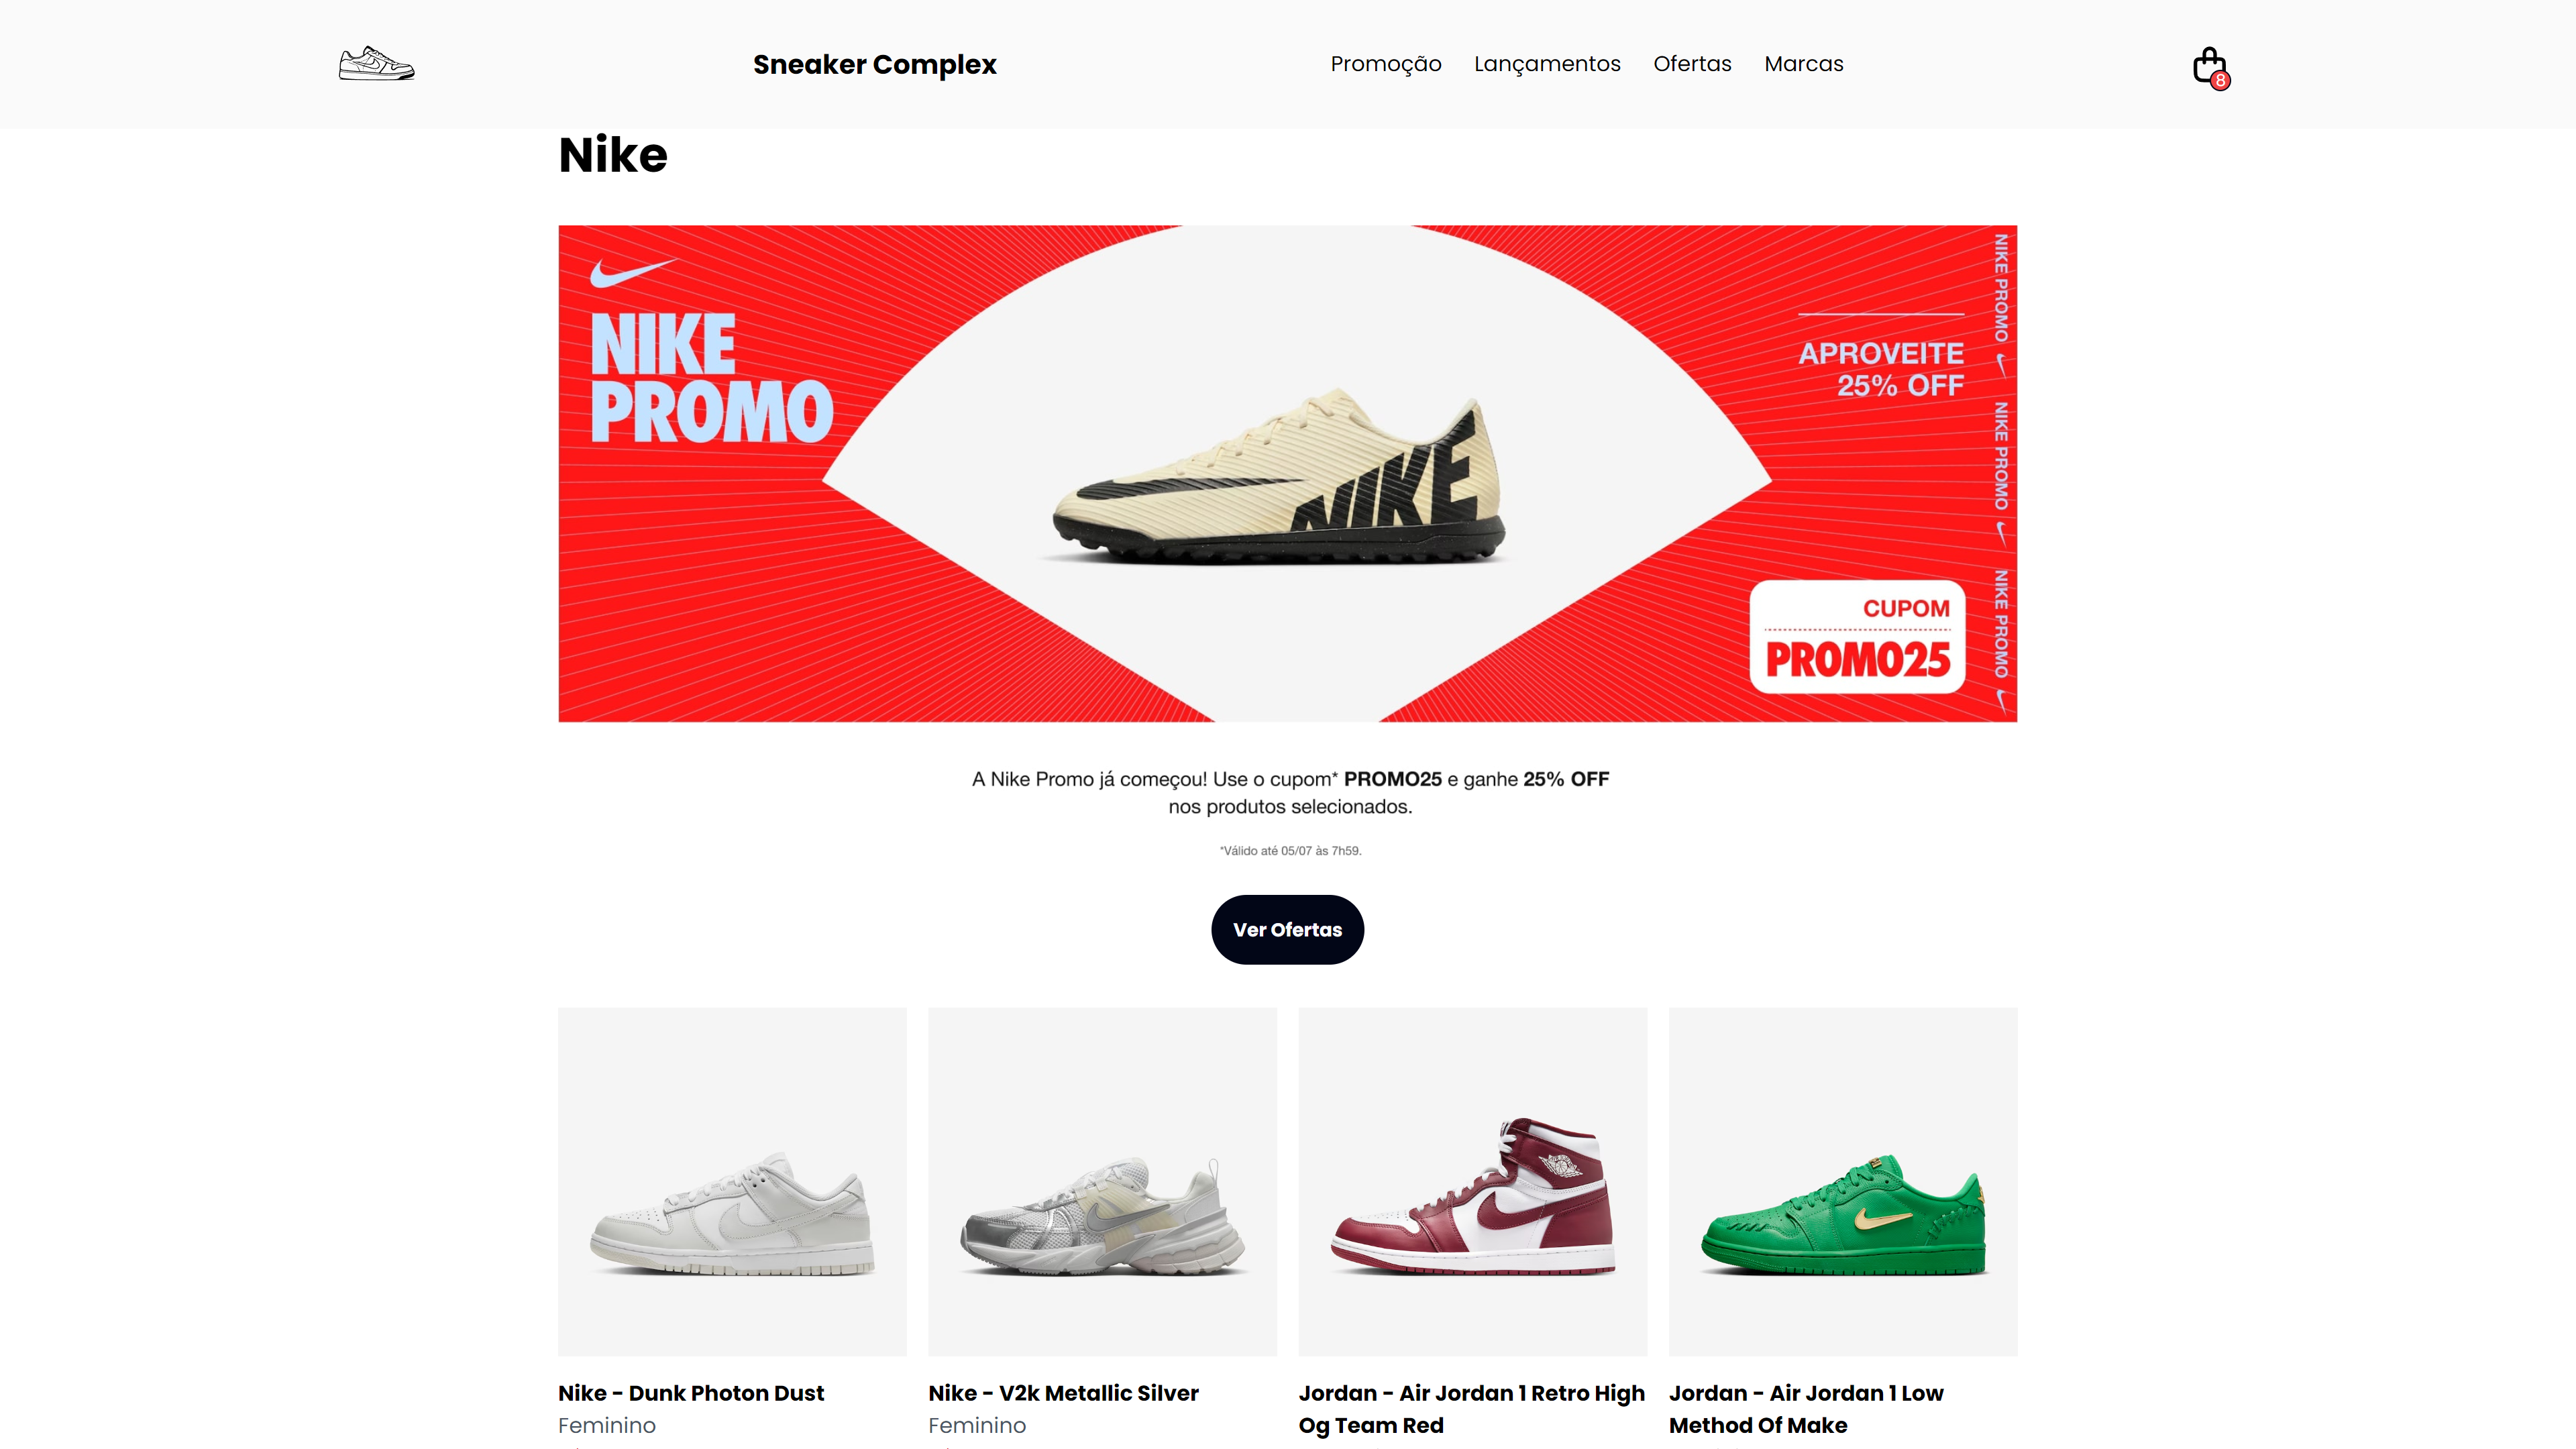 Sneaker Complex
Promoção
Lançamentos
Ofertas
Marcas
8
Nike
NIKE
PROMO
APROVEITE
25% OFF
NIKE PROMO
NIKE PROMO
NIKE PROMO
NIKE
CUPOM
PROMO25
A Nike Promo já começou! Use o cupom* PROMO25 e ganhe 25% OFF
nos produtos selecionados.
*Válido até 05/07 às 7h59.
Ver Ofertas
Nike - Dunk Photon Dust
Feminino
Nike - V2k Metallic Silver
Feminino
Jordan - Air Jordan 1 Retro High
Og Team Red
Jordan - Air Jordan 1 Low
Method Of Make